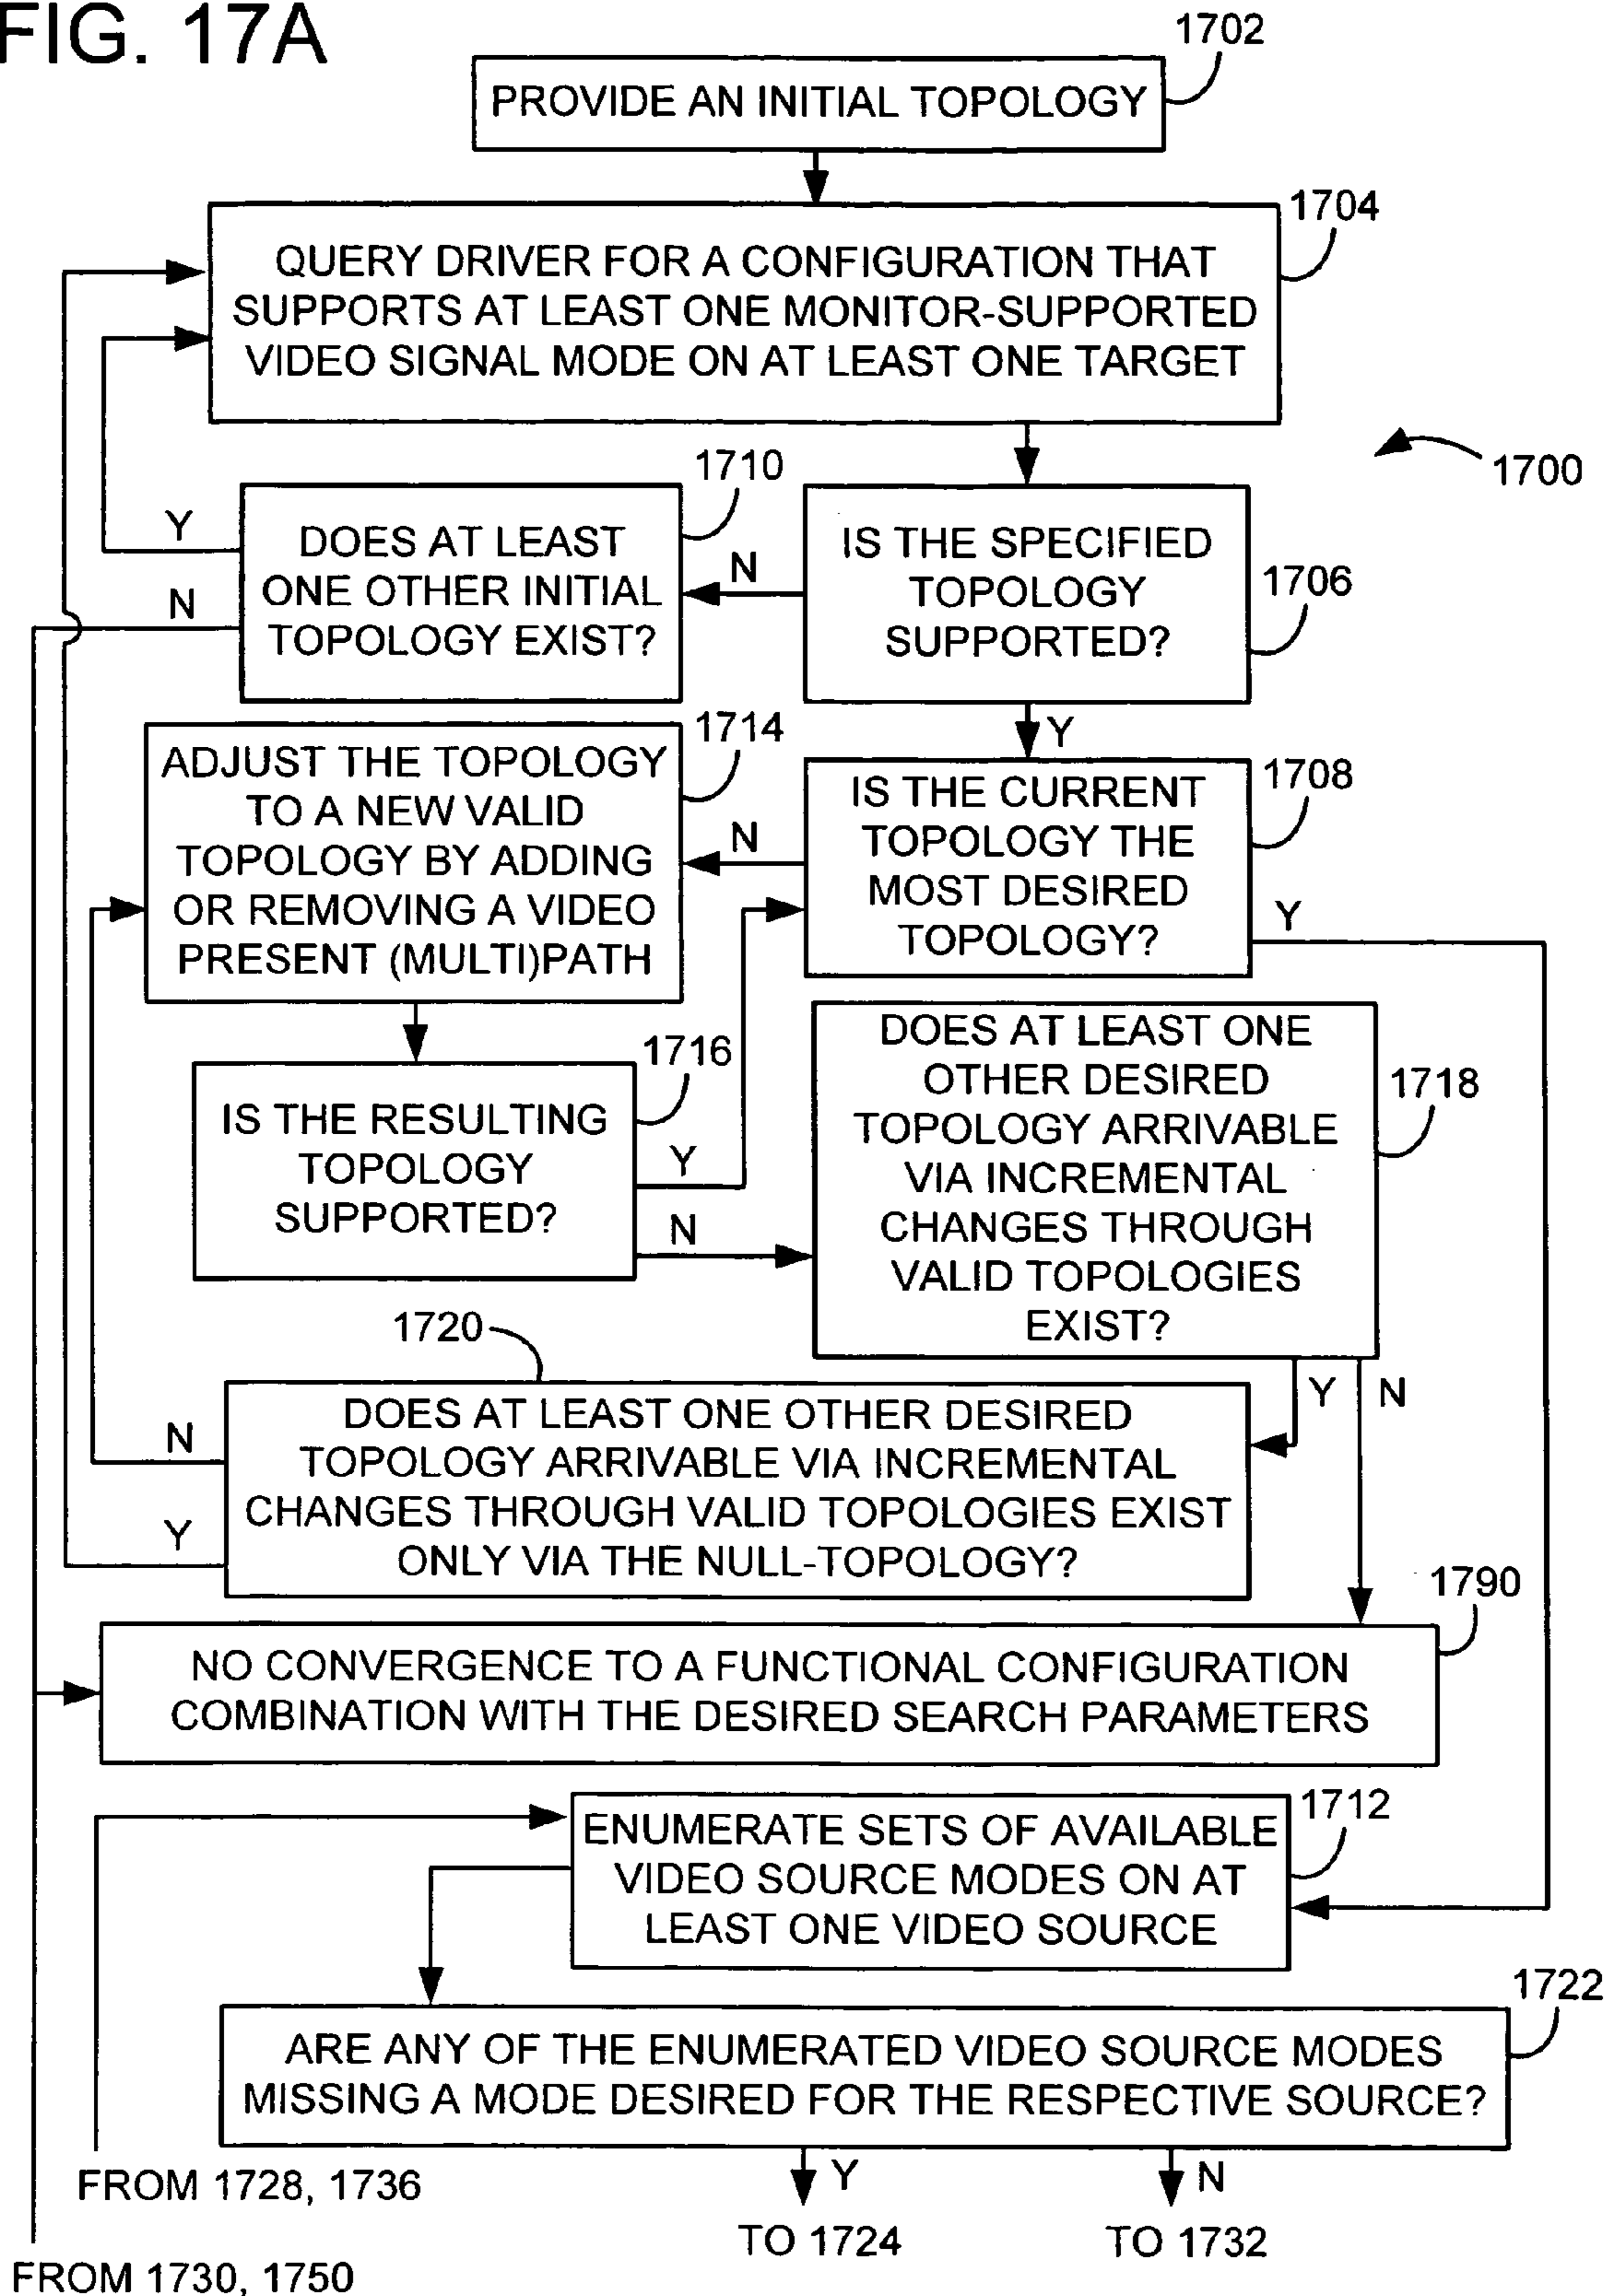 FIG. 17A
1702
PROVIDE AN INITIAL TOPOLOGY
1704
QUERY DRIVER FOR A CONFIGURATION THAT
SUPPORTS AT LEAST ONE MONITOR-SUPPORTED
VIDEO SIGNAL MODE ON AT LEAST ONE TARGET
1700
1710
DOES AT LEAST
ONE OTHER INITIAL
TOPOLOGY EXIST?
Y
N
N
IS THE SPECIFIED
TOPOLOGY
SUPPORTED?
1706
Y
1714
ADJUST THE TOPOLOGY
TO A NEW VALID
TOPOLOGY BY ADDING
OR REMOVING A VIDEO
PRESENT (MULTI)PATH
N
1708
IS THE CURRENT
TOPOLOGY THE
MOST DESIRED
TOPOLOGY?
Y
1716
IS THE RESULTING
TOPOLOGY
SUPPORTED?
Y
N
1718
DOES AT LEAST ONE
OTHER DESIRED
TOPOLOGY ARRIVABLE
VIA INCREMENTAL
CHANGES THROUGH
VALID TOPOLOGIES
EXIST?
Y
N
1720
DOES AT LEAST ONE OTHER DESIRED
TOPOLOGY ARRIVABLE VIA INCREMENTAL
CHANGES THROUGH VALID TOPOLOGIES EXIST
ONLY VIA THE NULL-TOPOLOGY?
N
Y
1790
NO CONVERGENCE TO A FUNCTIONAL CONFIGURATION
COMBINATION WITH THE DESIRED SEARCH PARAMETERS
1712
ENUMERATE SETS OF AVAILABLE
VIDEO SOURCE MODES ON AT
LEAST ONE VIDEO SOURCE
1722
ARE ANY OF THE ENUMERATED VIDEO SOURCE MODES
MISSING A MODE DESIRED FOR THE RESPECTIVE SOURCE?
FROM 1728, 1736
Y
N
TO 1724
TO 1732
FROM 1730, 1750